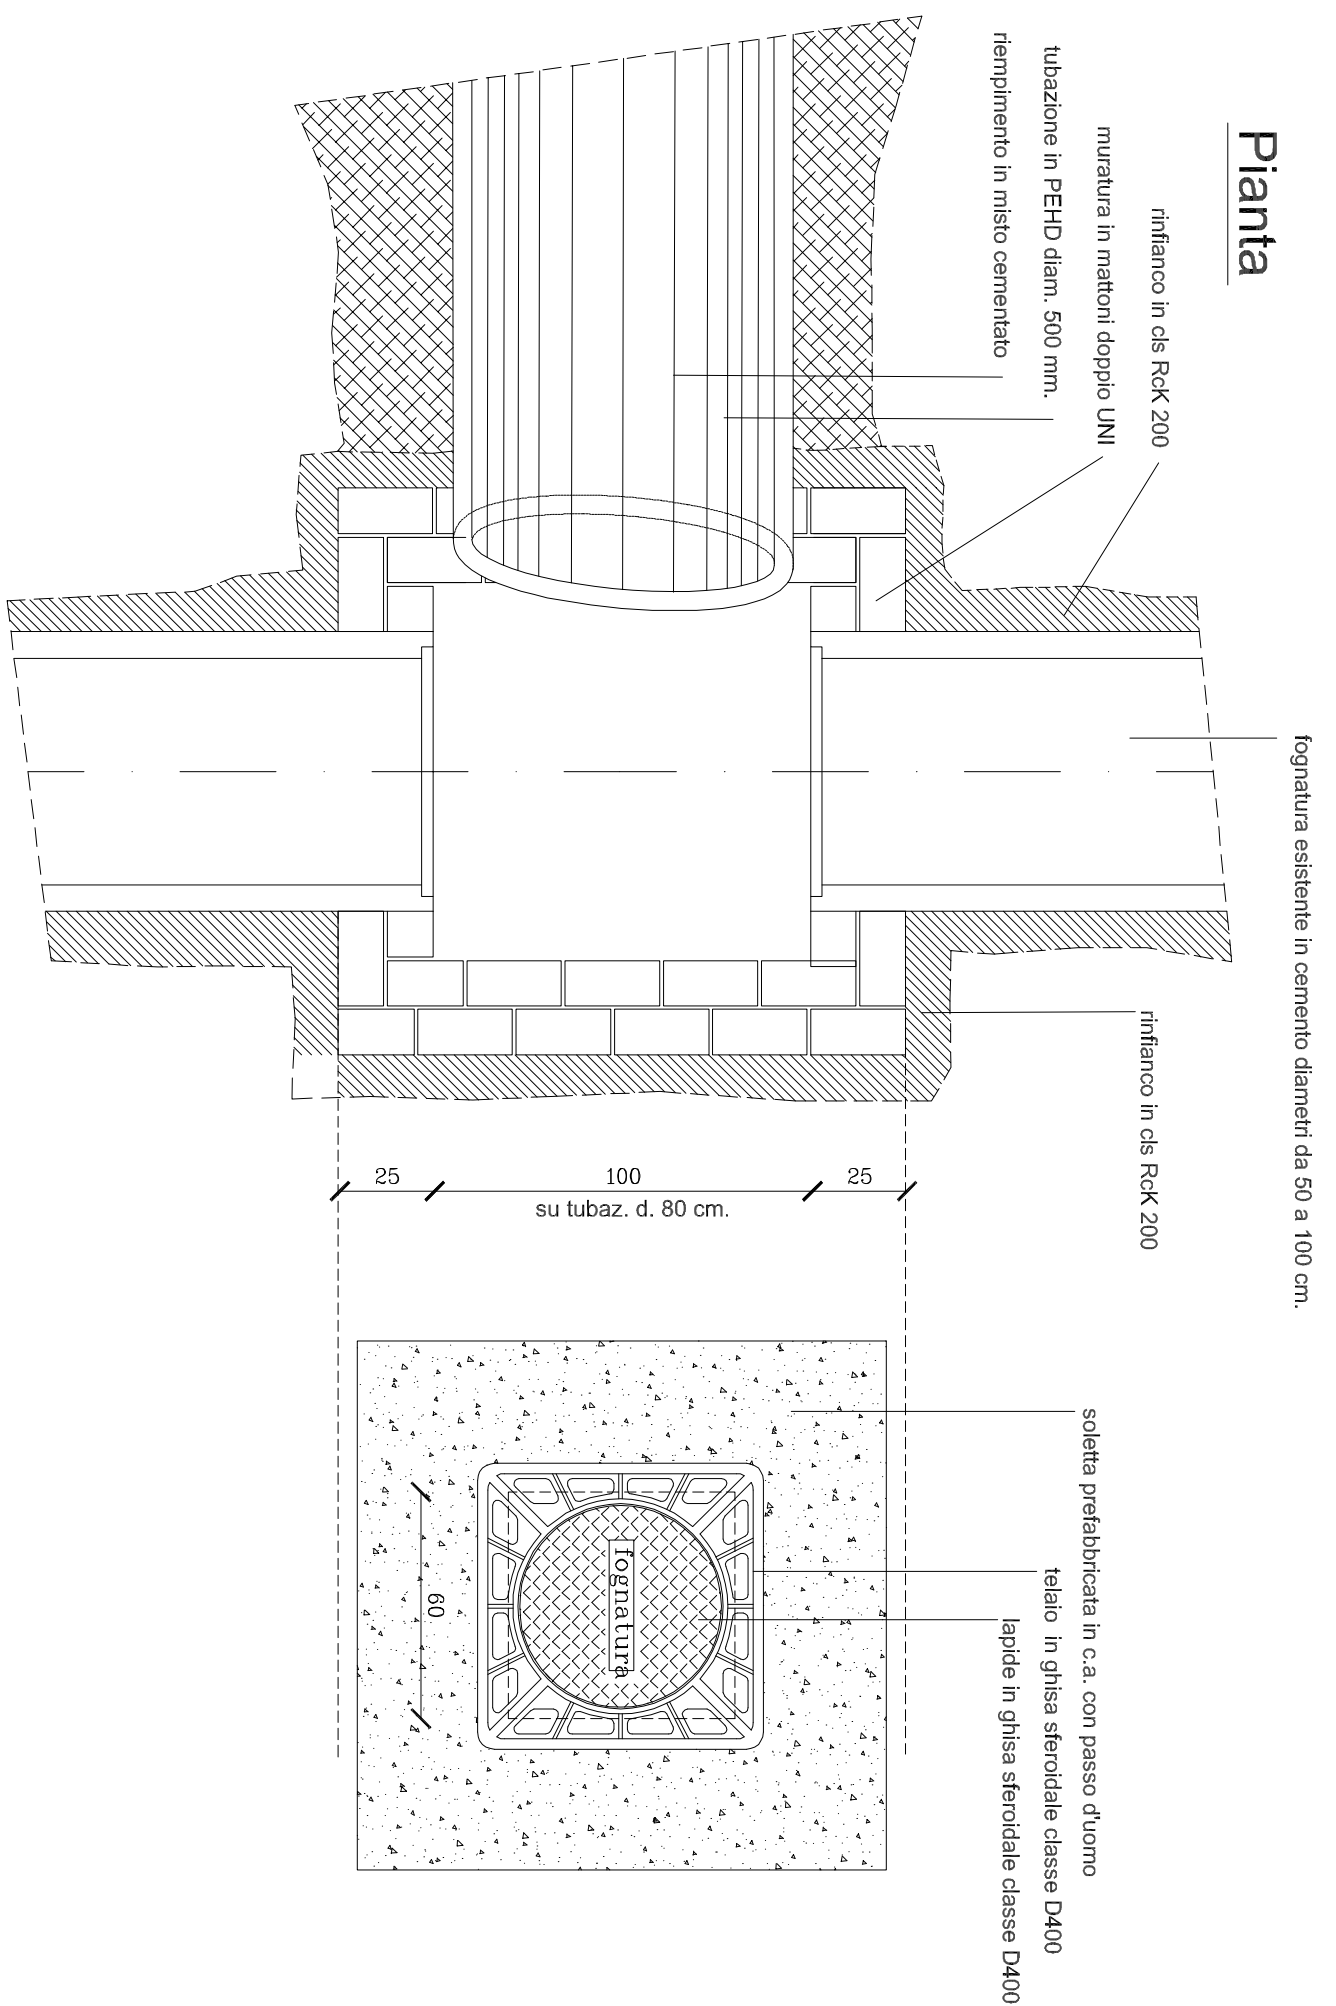 Pianta
fognatura esistente in cemento diametri da 50 a 100 cm.
rinfianco in cls RcK 200
muratura in mattoni doppio UNI
tubazione in PEHD diam. 500 mm.
riempimento in misto cementato
rinfianco in cls RcK 200
25
100
25
su tubaz. d. 80 cm.
soletta prefabbricata in c.a. con passo d'uomo
telaio in ghisa sferoidale classe D400
lapide in ghisa sferoidale classe D400
fognatura
60